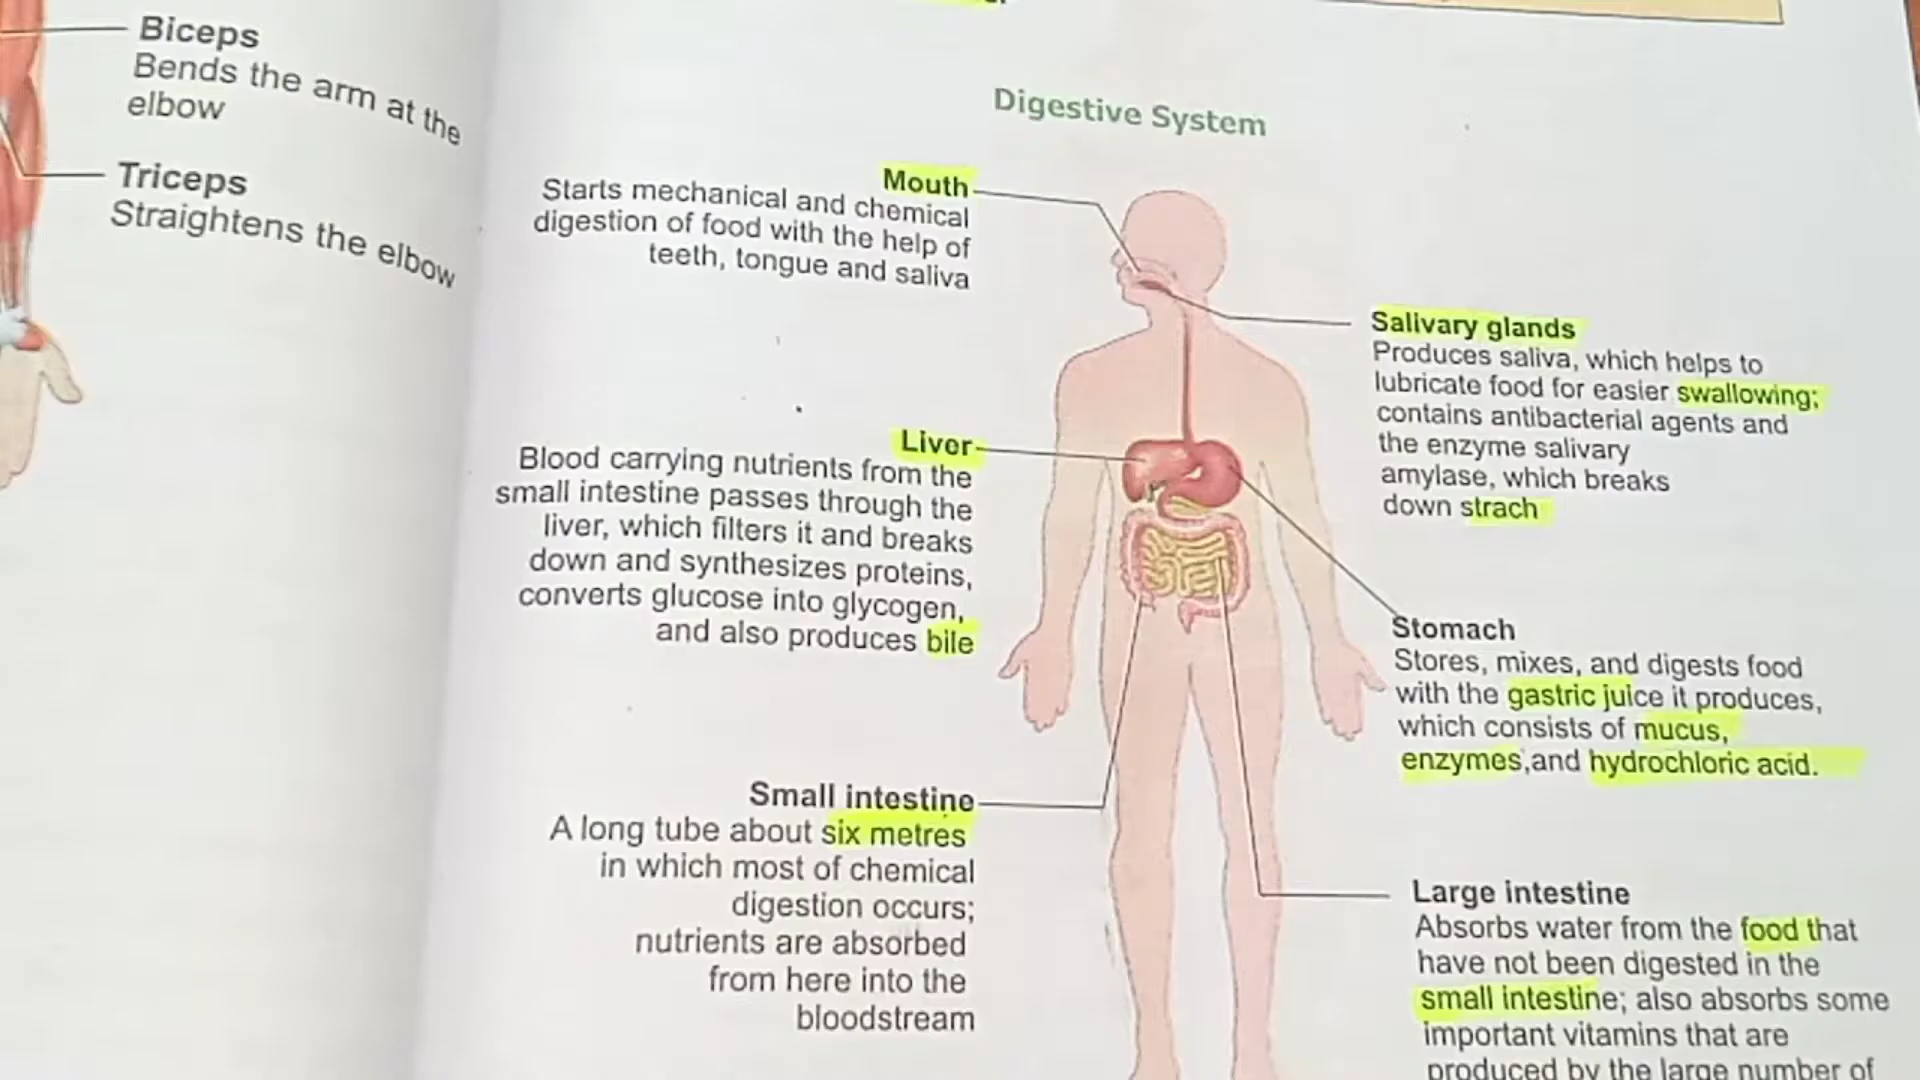 Biceps
Bends the arm at the
elbow
Triceps
Straightens the elbow
Digestive System
Mouth
Starts mechanical and chemical
digestion of food with the help of
teeth, tongue and saliva
Salivary glands
Produces saliva, which helps to
lubricate food for easier swallowing;
contains antibacterial agents and
the enzyme salivary
amylase, which breaks
down strach
Liver
Blood carrying nutrients from the
small intestine passes through the
liver, which filters it and breaks
down and synthesizes proteins,
converts glucose into glycogen,
and also produces bile
Stomach
Stores, mixes, and digests food
with the gastric juice it produces,
which consists of mucus,
enzymes,and hydrochloric acid.
Small intestine
A long tube about six metres
in which most of chemical
digestion occurs;
nutrients are absorbed
from here into the
bloodstream
Large intestine
Absorbs water from the food that
have not been digested in the
small intestine; also absorbs some
important vitamins that are
produced by the large number of